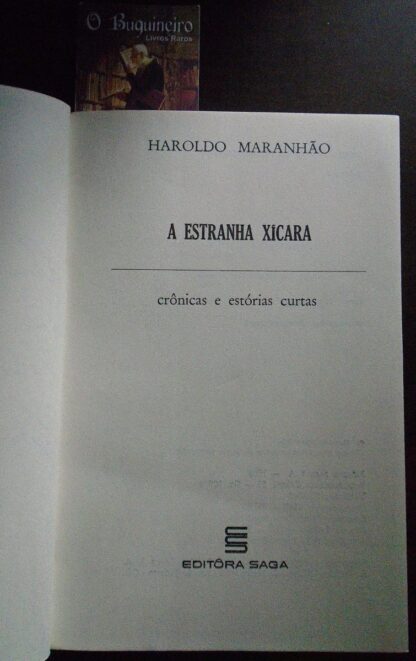 O Buquineiro
Livros Raros
HAROLDO MARANHÃO
A ESTRANHA XÍCARA
crônicas e estórias curtas
EDITÔRA SAGA